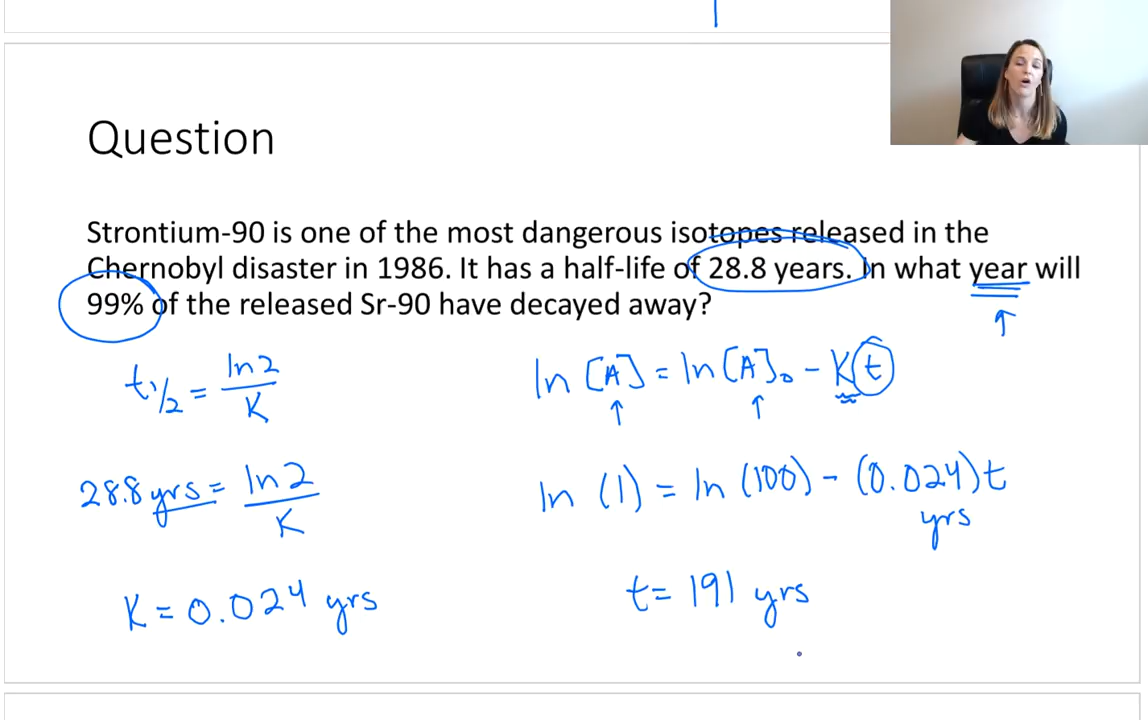 Question
Strontium-90 is one of the most dangerous isotopes released in the
Chernobyl disaster in 1986. It has a half-life of 28.8 years. In what year will
99% of the released Sr-90 have decayed away?
t1/2 = ln2/K
ln [A] = ln [A]₀ - K(t)
28.8 yrs = ln2/K
ln (1) = ln (100) - (0.024)t
yrs
K = 0.024 yrs
t = 191 yrs